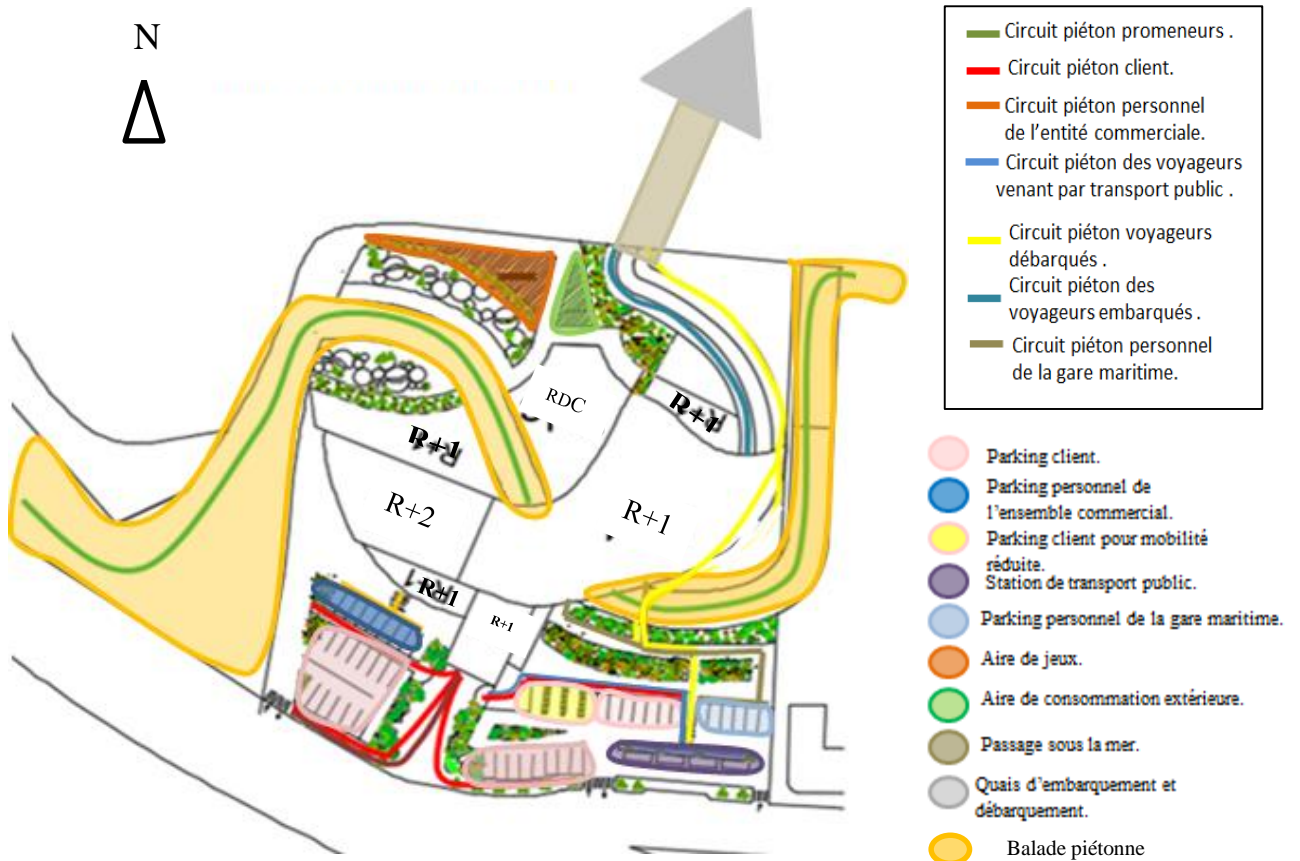 N
RDC
R+1
R+1
R+2
R+1
R+1
R+1
Circuit piéton promeneurs .
Circuit piéton client.
Circuit piéton personnel
de l’entité commerciale.
Circuit piéton des voyageurs
venant par transport public .
Circuit piéton voyageurs
débarqués .
Circuit piéton des
voyageurs embarqués .
Circuit piéton personnel
de la gare maritime.
Parking client.
Parking personnel de
l’ensemble commercial.
Parking client pour mobilité
réduite.
Station de transport public.
Parking personnel de la gare maritime.
Aire de jeux.
Aire de consommation extérieure.
Passage sous la mer.
Quais d’embarquement et
débarquement.
Balade piétonne